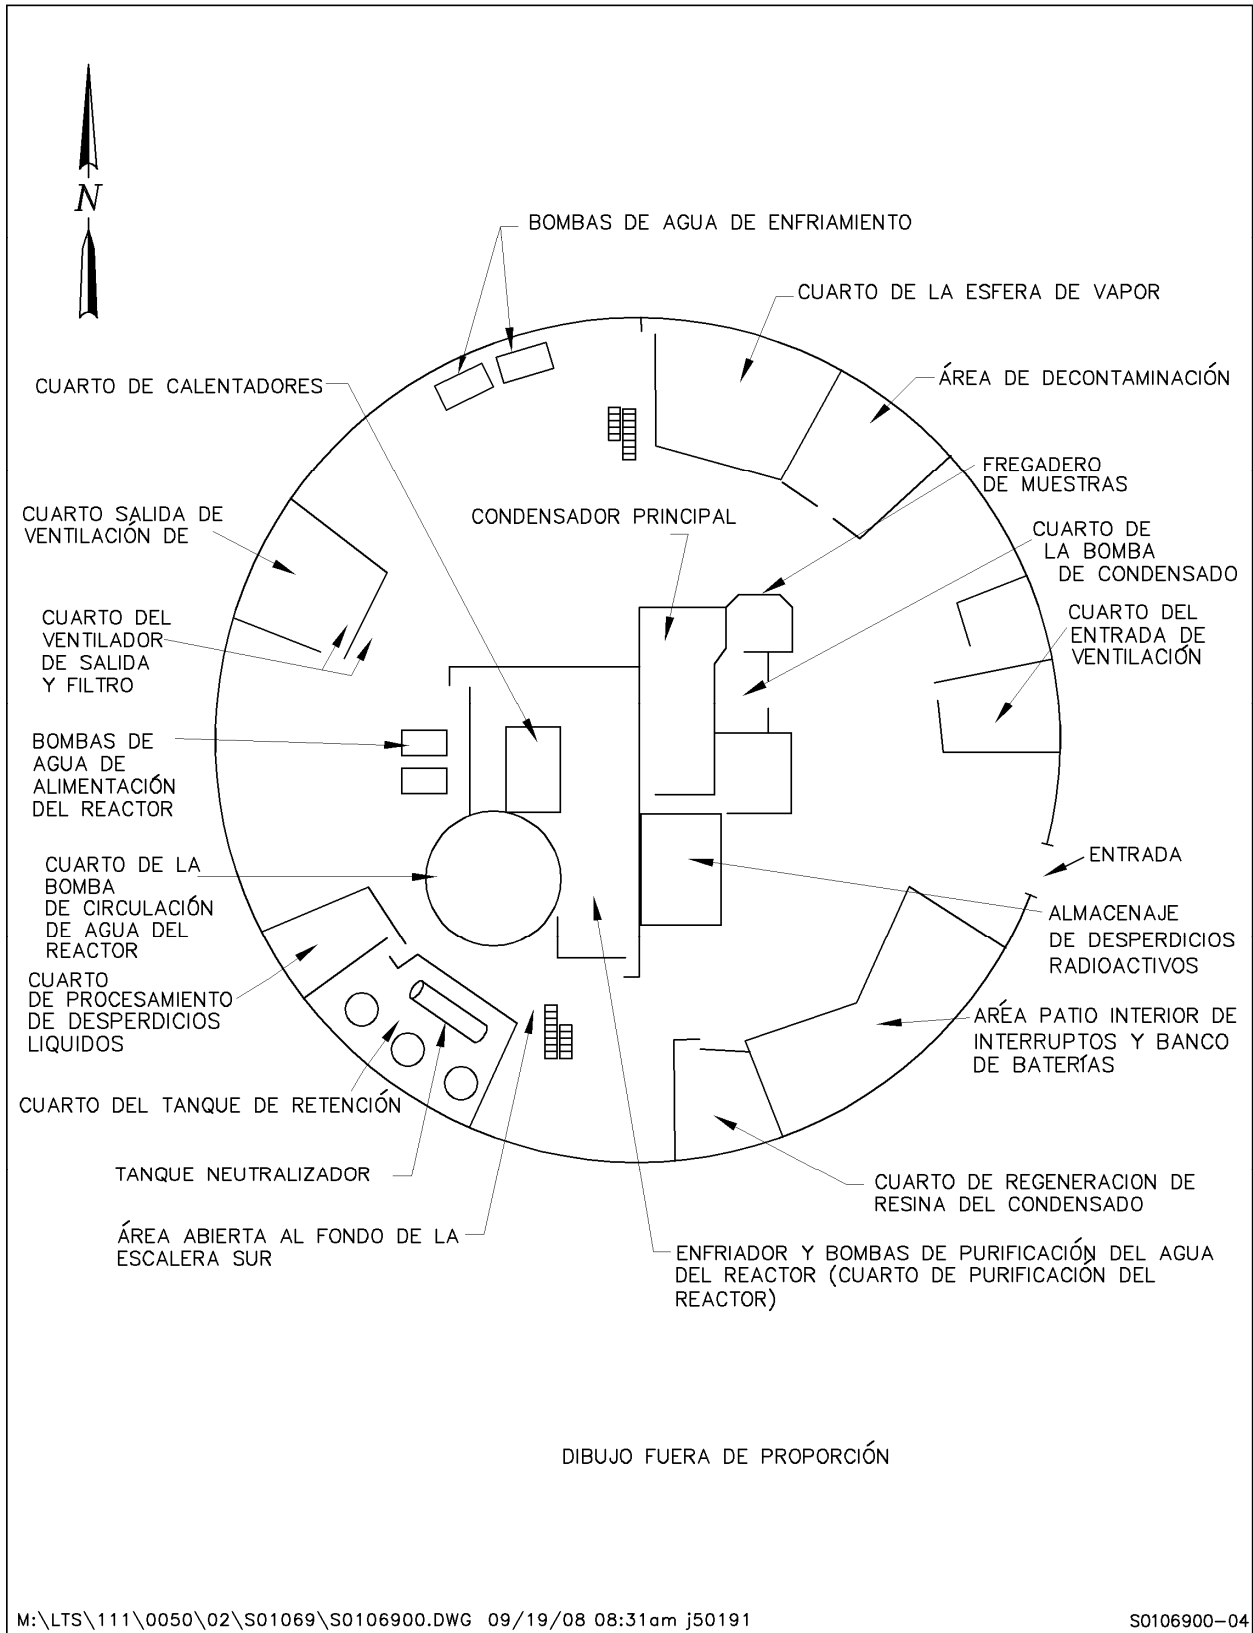 N
BOMBAS DE AGUA DE ENFRIAMIENTO
CUARTO DE LA ESFERA DE VAPOR
CUARTO DE CALENTADORES
ÁREA DE DECONTAMINACIÓN
FREGADERO
DE MUESTRAS
CUARTO SALIDA DE
VENTILACIÓN DE
CONDENSADOR PRINCIPAL
CUARTO DE
LA BOMBA
DE CONDENSADO
CUARTO DEL
VENTILADOR
DE SALIDA
Y FILTRO
CUARTO DEL
ENTRADA DE
VENTILACIÓN
BOMBAS DE
AGUA DE
ALIMENTACIÓN
DEL REACTOR
ENTRADA
CUARTO DE LA
BOMBA
DE CIRCULACIÓN
DE AGUA DEL
REACTOR
ALMACENAJE
DE DESPERDICIOS
RADIOACTIVOS
CUARTO
DE PROCESAMIENTO
DE DESPERDICIOS
LIQUIDOS
AREA PATIO INTERIOR DE
INTERRUPTOS Y BANCO
DE BATERÍAS
CUARTO DEL TANQUE DE RETENCIÓN
TANQUE NEUTRALIZADOR
CUARTO DE REGENERACION DE
RESINA DEL CONDENSADO
ÁREA ABIERTA AL FONDO DE LA
ESCALERA SUR
ENFRIADOR Y BOMBAS DE PURIFICACIÓN DEL AGUA
DEL REACTOR (CUARTO DE PURIFICACIÓN DEL
REACTOR)
DIBUJO FUERA DE PROPORCIÓN
M:\LTS\111\0050\02\S01069\S0106900.DWG 09/19/08 08:31am j50191
S0106900-04